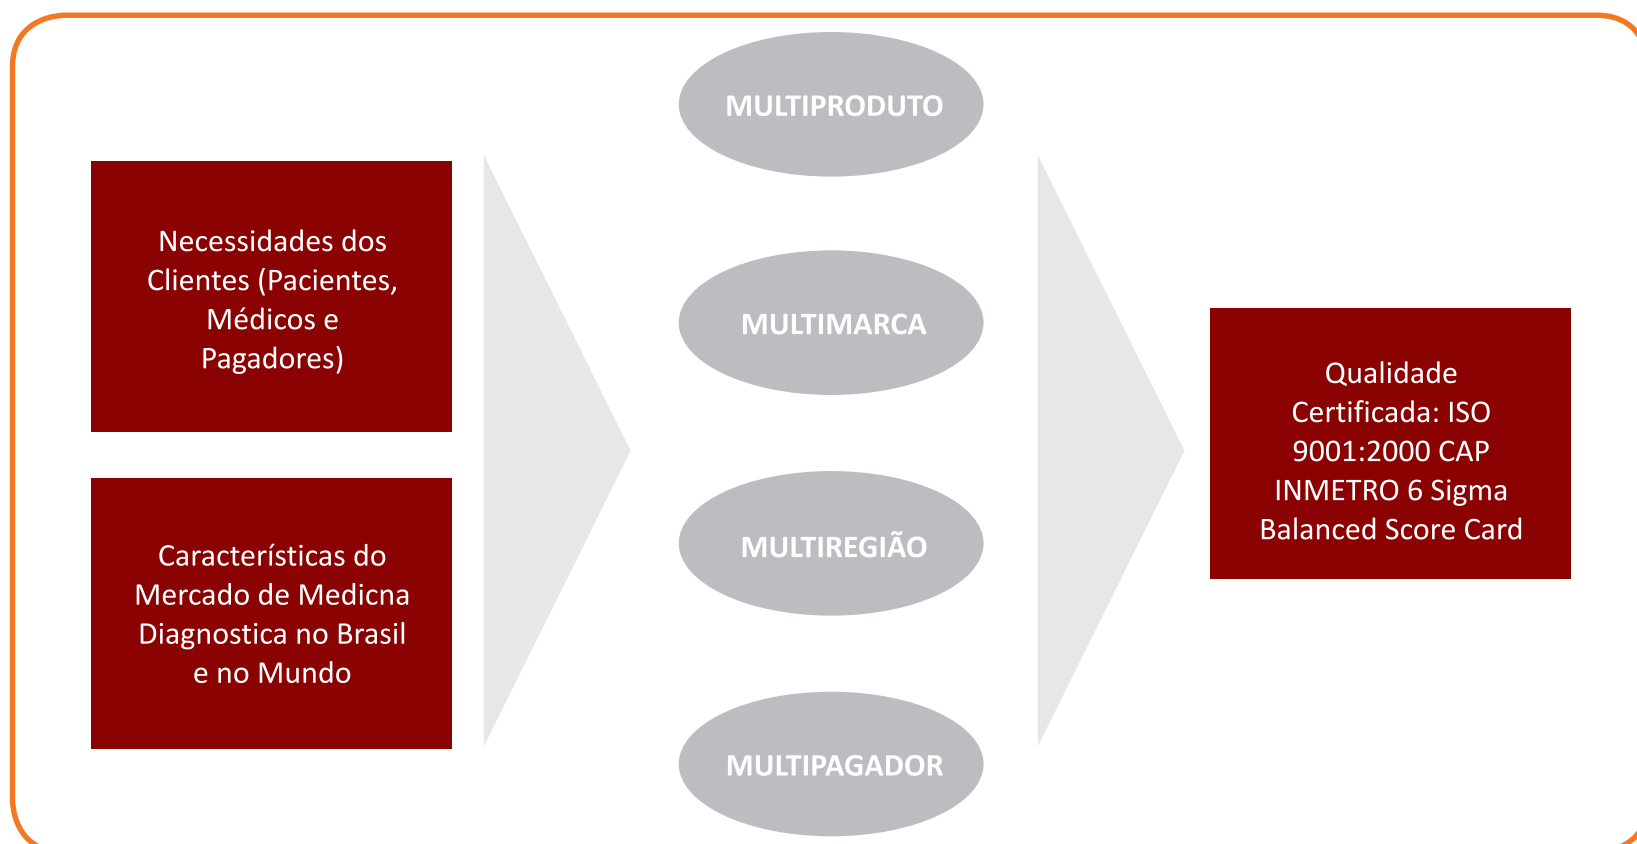 Necessidades dos
Clientes (Pacientes,
Médicos e
Pagadores)
Características do
Mercado de Medicna
Diagnostica no Brasil
e no Mundo
MULTIPRODUTO
MULTIMARCA
MULTIREGIÃO
MULTIPAGADOR
Qualidade
Certificada: ISO
9001:2000 CAP
INMETRO 6 Sigma
Balanced Score Card